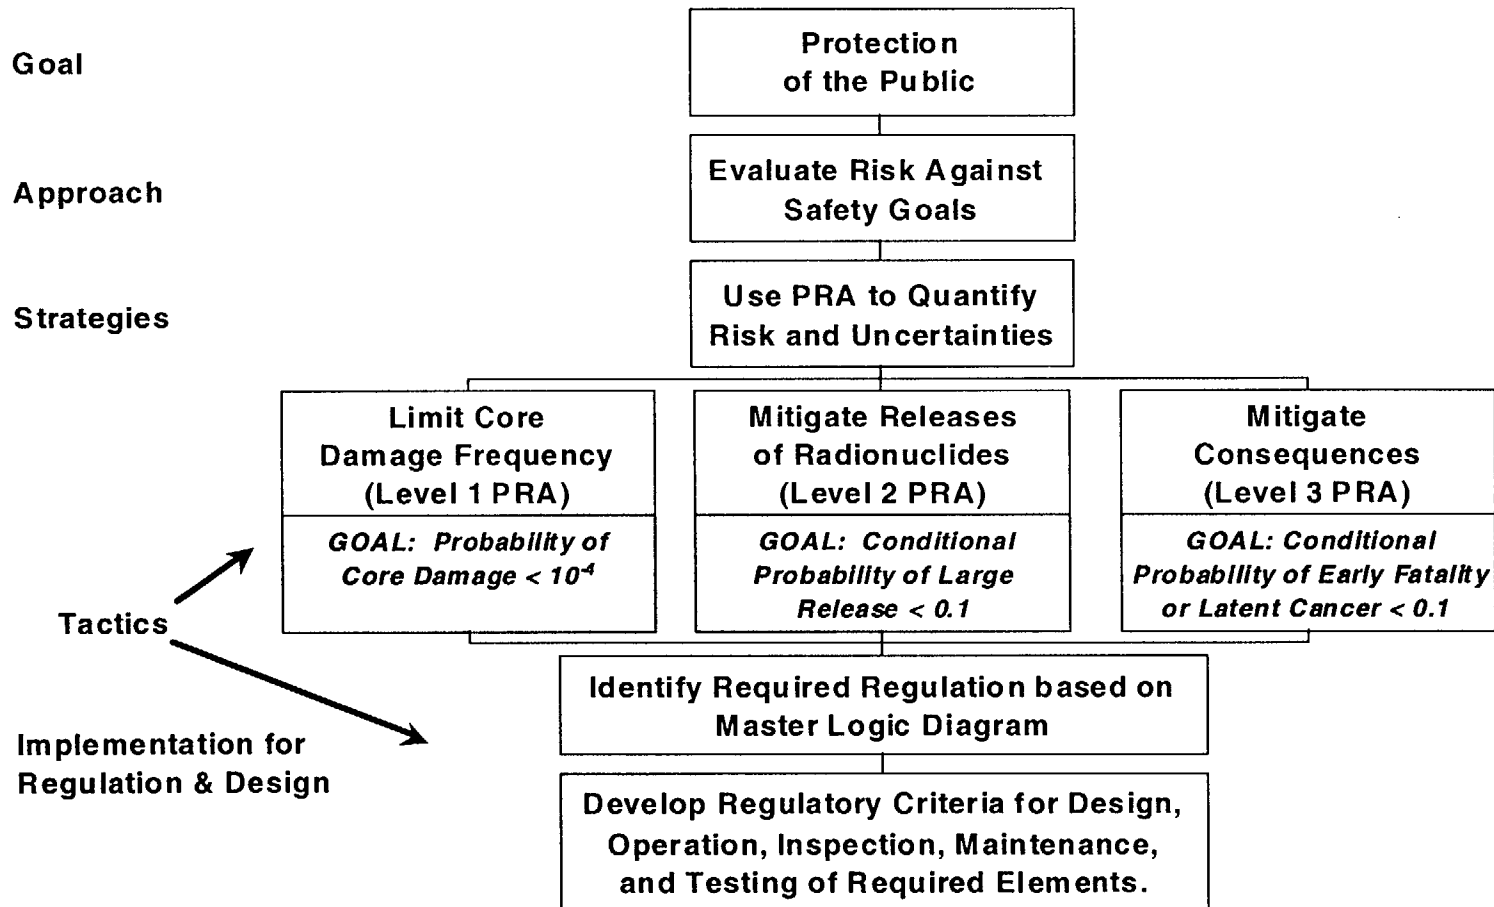 Goal
Protection
of the Public
Approach
Evaluate Risk Against
Safety Goals
Strategies
Use PRA to Quantify
Risk and Uncertainties
Limit Core
Damage Frequency
(Level 1 PRA)
GOAL: Probability of
Core Damage < 10⁻⁴
Mitigate Releases
of Radionuclides
(Level 2 PRA)
GOAL: Conditional
Probability of Large
Release < 0.1
Mitigate
Consequences
(Level 3 PRA)
GOAL: Conditional
Probability of Early Fatality
or Latent Cancer < 0.1
Tactics
Identify Required Regulation based on
Master Logic Diagram
Implementation for
Regulation & Design
Develop Regulatory Criteria for Design,
Operation, Inspection, Maintenance,
and Testing of Required Elements.